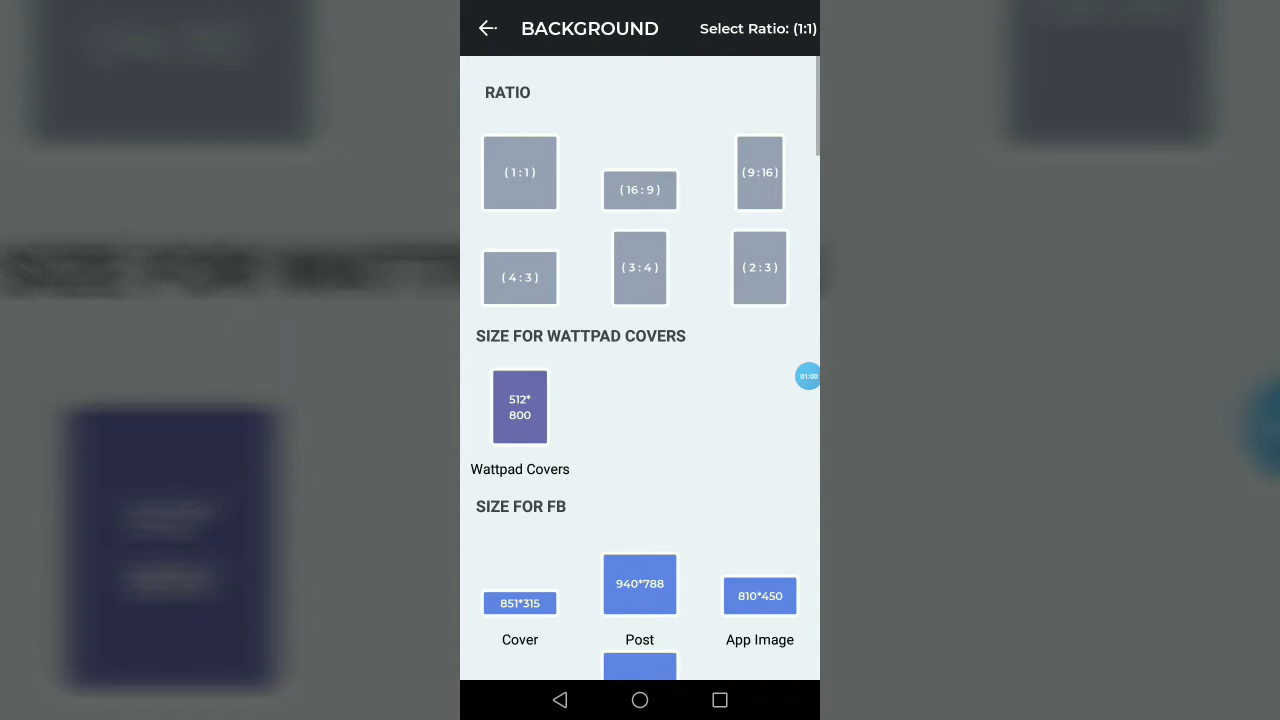 BACKGROUND
Select Ratio: (1:1)
RATIO
( 1 : 1 )
( 16 : 9 )
( 9 : 16 )
( 4 : 3 )
( 3 : 4 )
( 2 : 3 )
SIZE FOR WATTPAD COVERS
512*
800
01:00
Wattpad Covers
SIZE FOR FB
851*315
940*788
810*450
Cover
Post
App Image